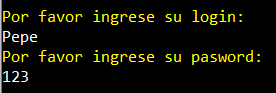 Por favor ingrese su login:
Pepe
Por favor ingrese su pasword:
123